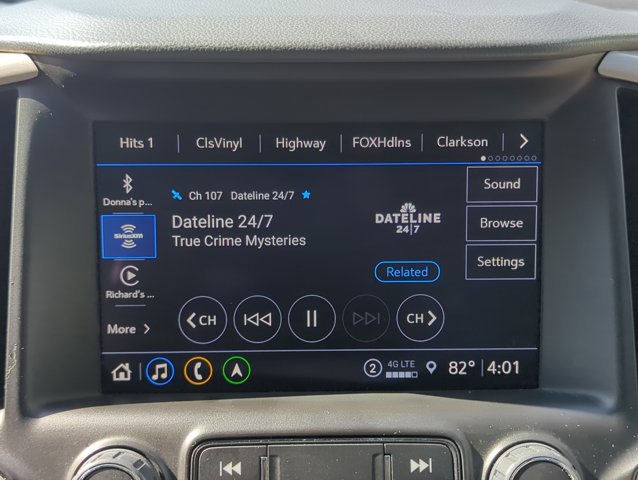 Hits 1 ClsVinyl Highway FOXHdlns Clarkson
Donna's p...
SiriusXM
Richard's ...
More
Ch 107 Dateline 24/7
Dateline 24/7
True Crime Mysteries
DATELINE
24|7
Related
Sound
Browse
Settings
CH CH
2 4G LTE 82° 4:01